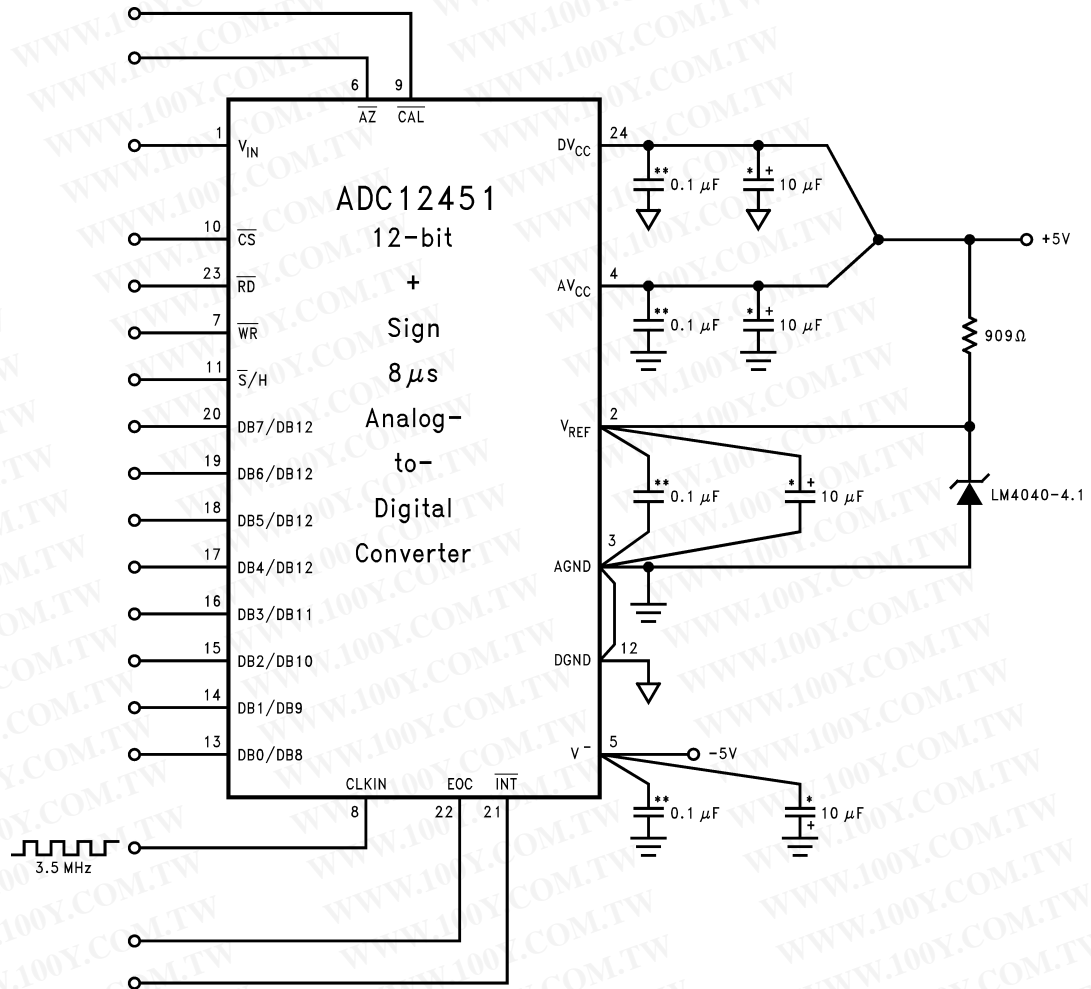 6 9
AZ CAL
1 VIN
DVCC 24
** 0.1 µF * + 10 µF
ADC12451
12-bit
+
Sign
8 µs
Analog-
to-
Digital
Converter
10 CS
+5V
23 RD
AVCC 4
7 WR
** 0.1 µF * + 10 µF
909Ω
11 S/H
20 DB7/DB12
VREF 2
19 DB6/DB12
** 0.1 µF * + 10 µF
LM4040-4.1
18 DB5/DB12
17 DB4/DB12
AGND 3
16 DB3/DB11
15 DB2/DB10
DGND 12
14 DB1/DB9
13 DB0/DB8
V- 5
-5V
** 0.1 µF * 10 µF +
CLKIN EOC INT
8 22 21
3.5 MHz
WWW.100Y.COM.TW